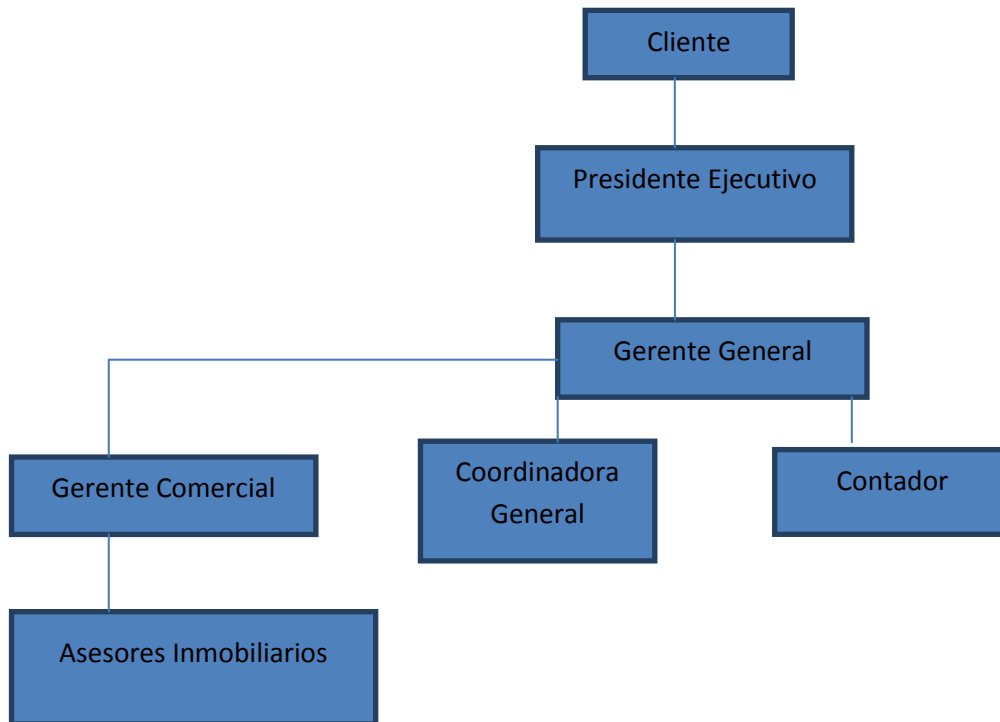 Cliente
Presidente Ejecutivo
Gerente General
Gerente Comercial
Coordinadora
General
Contador
Asesores Inmobiliarios